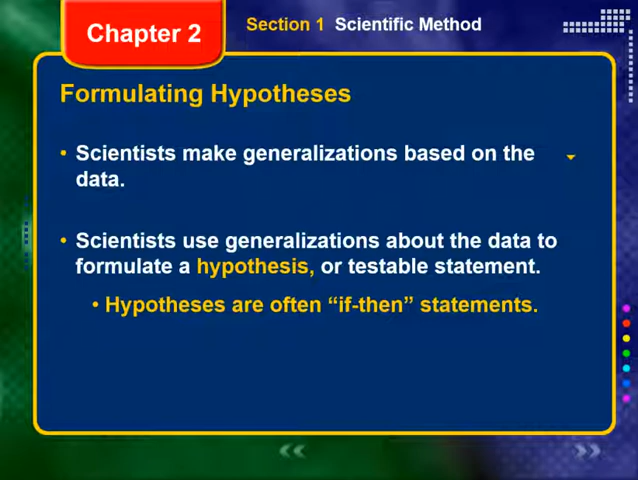 Chapter 2
Section 1 Scientific Method
Formulating Hypotheses
• Scientists make generalizations based on the
data.
• Scientists use generalizations about the data to
formulate a hypothesis, or testable statement.
• Hypotheses are often “if-then” statements.